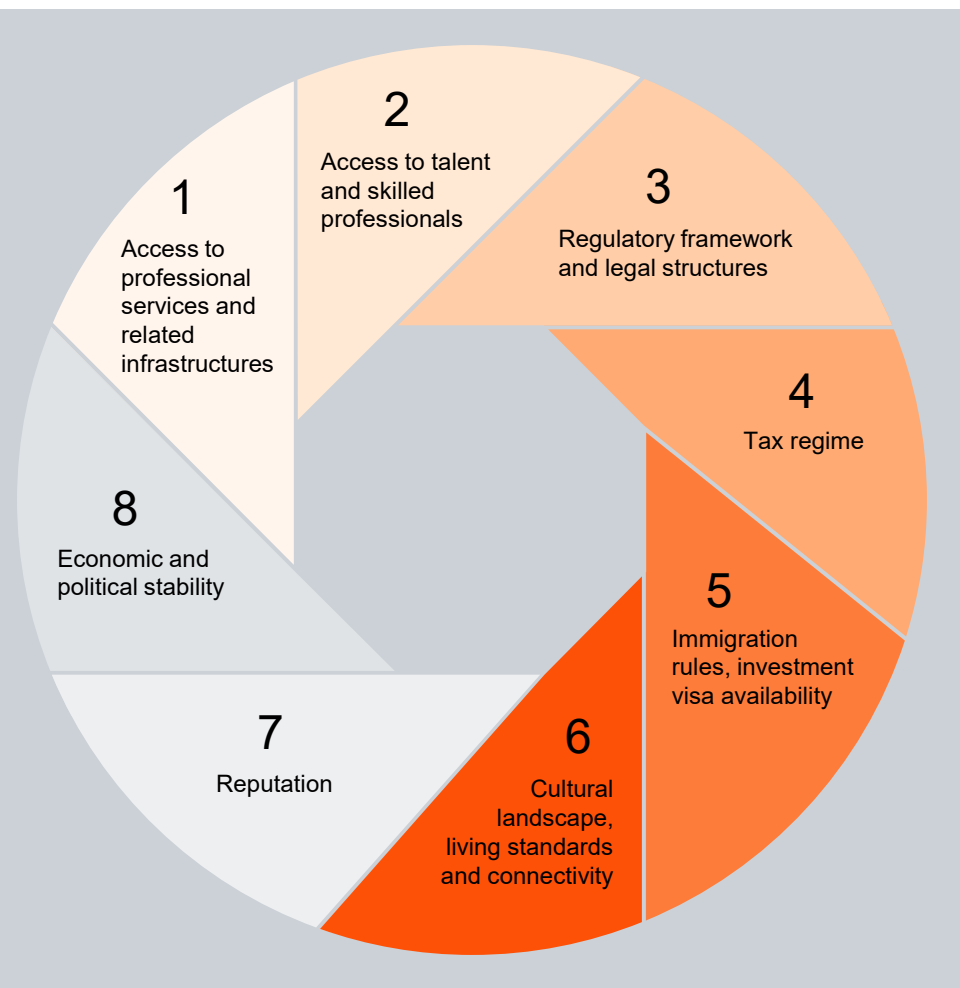 1
Access to
professional
services and
related
infrastructures
2
Access to talent
and skilled
professionals
3
Regulatory framework
and legal structures
4
Tax regime
5
Immigration
rules, investment
visa availability
6
Cultural
landscape,
living standards
and connectivity
7
Reputation
8
Economic and
political stability